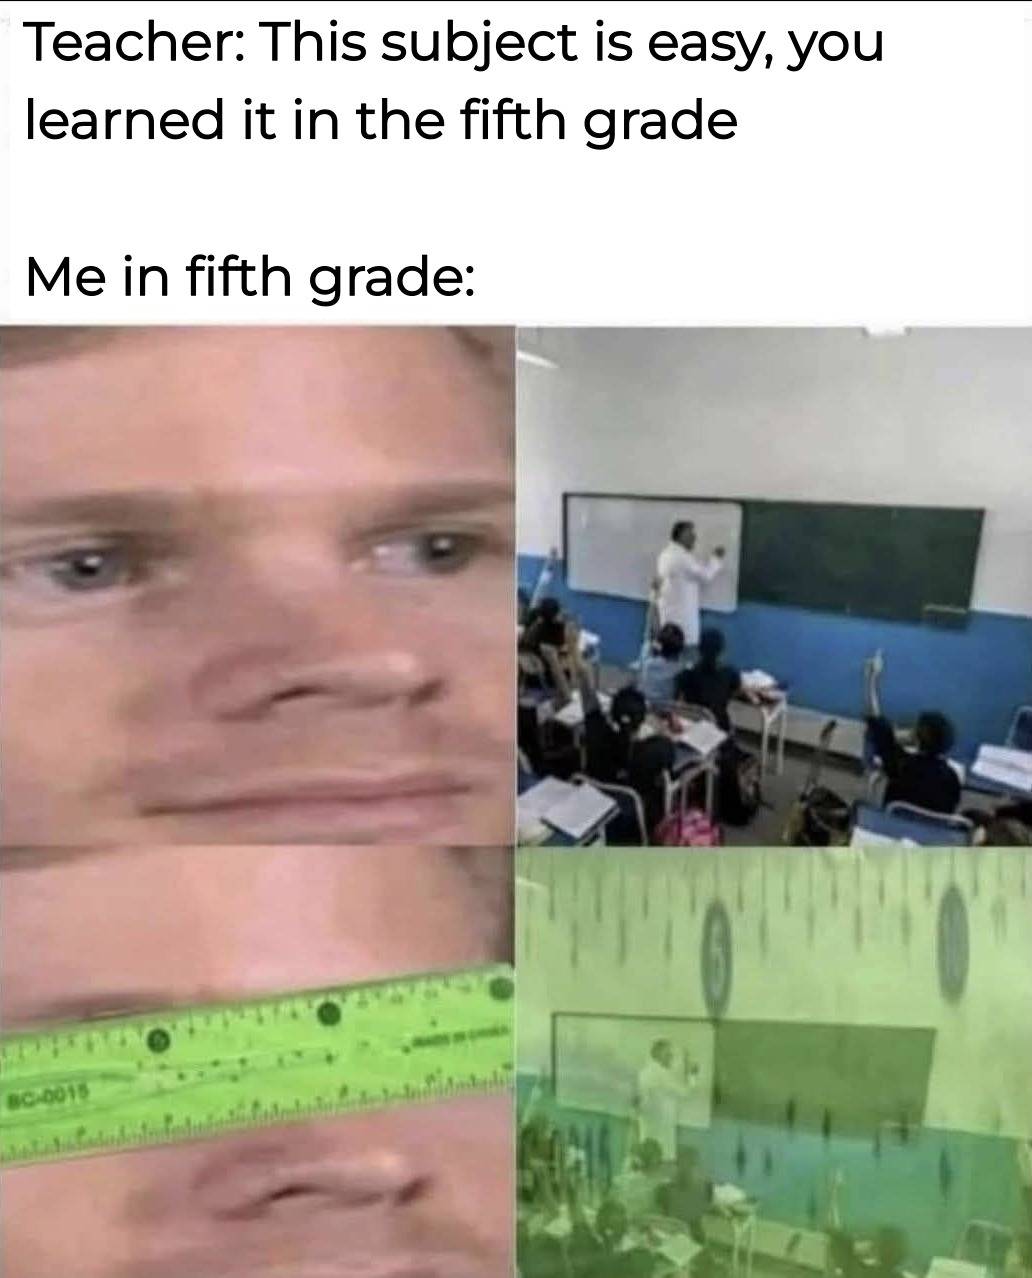 Teacher: This subject is easy, you
learned it in the fifth grade
Me in fifth grade: